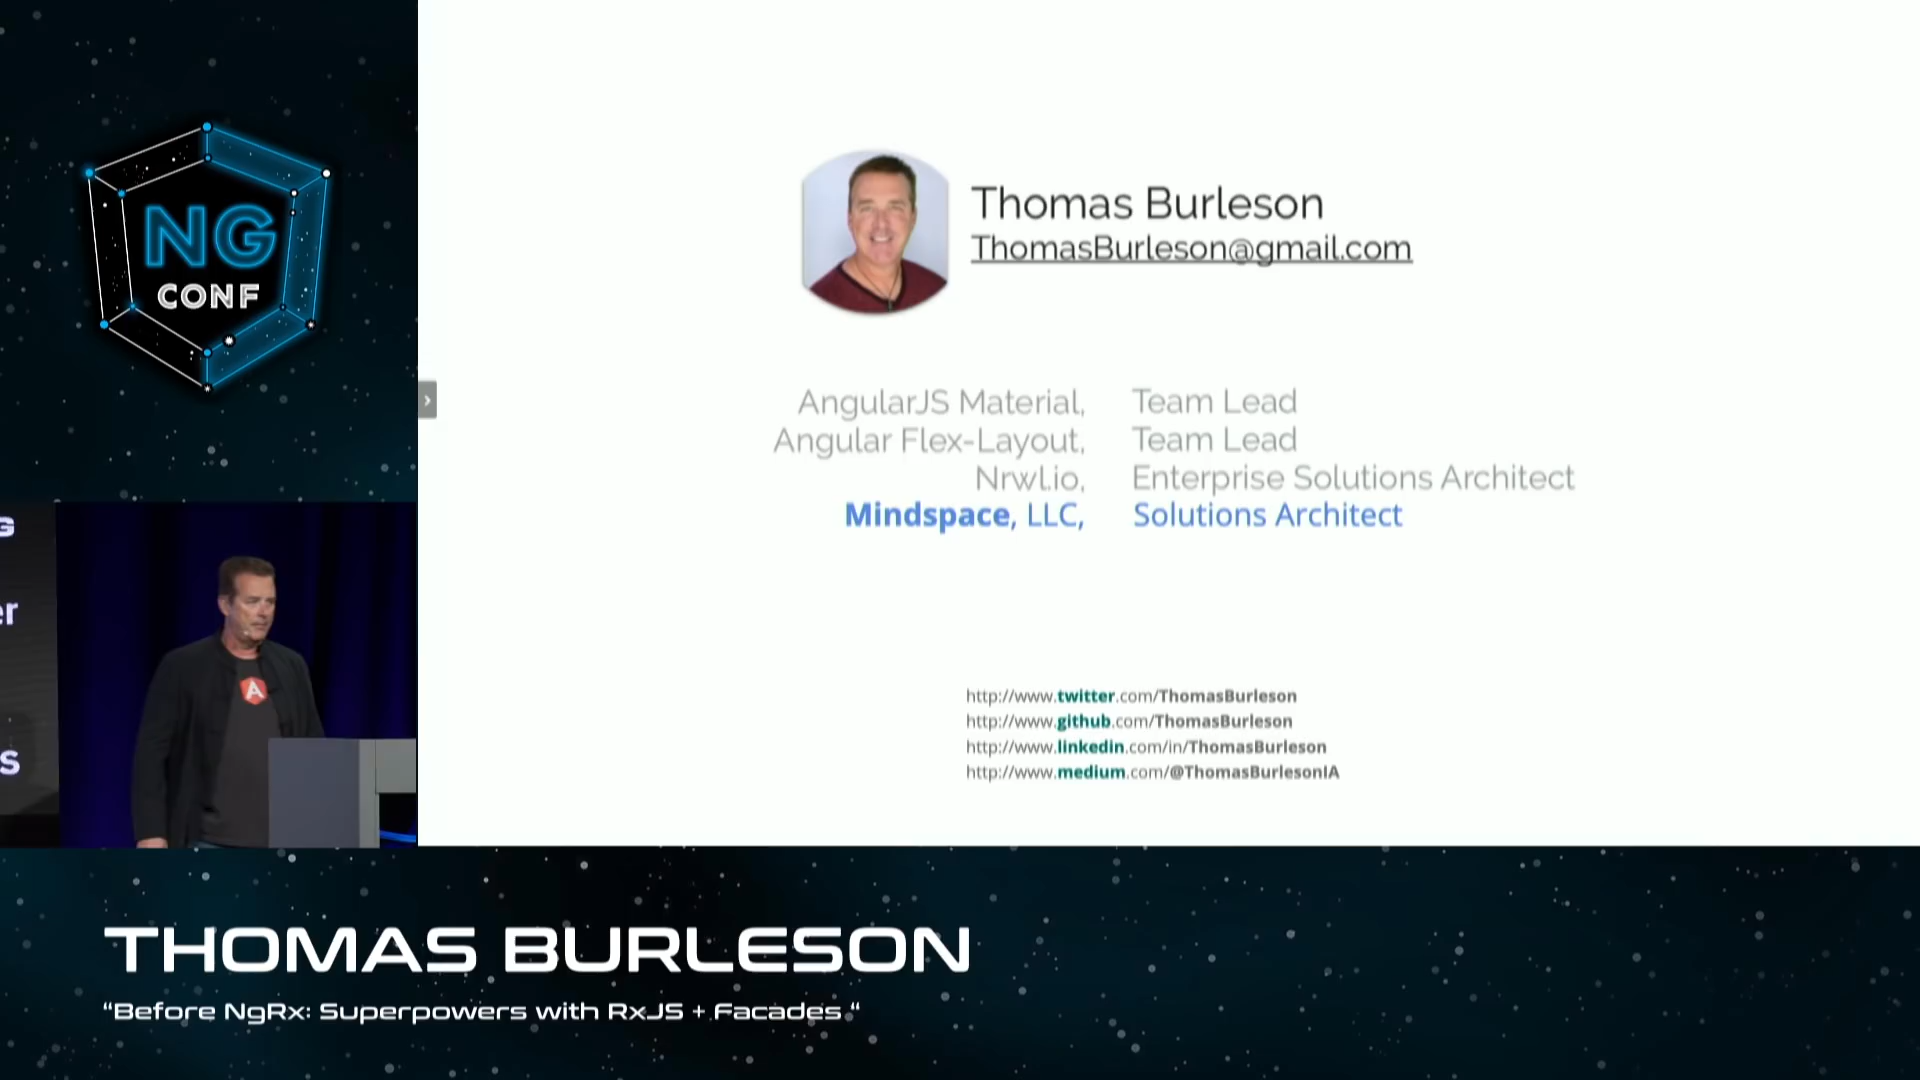 NG
CONF
Thomas Burleson
ThomasBurleson@gmail.com
AngularJS Material, Team Lead
Angular Flex-Layout, Team Lead
Nrwl.io, Enterprise Solutions Architect
Mindspace, LLC, Solutions Architect
http://www.twitter.com/ThomasBurleson
http://www.github.com/ThomasBurleson
http://www.linkedin.com/in/ThomasBurleson
http://www.medium.com/@ThomasBurlesonIA
G
er
S
A
THOMAS BURLESON
“Before NgRx: Superpowers with RxJS + Facades “